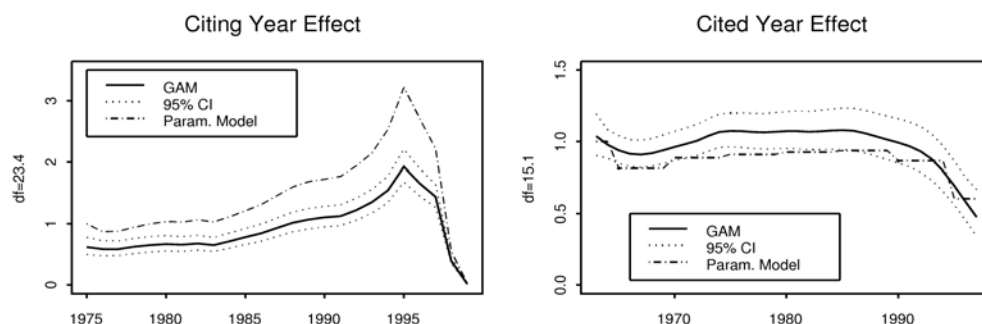 Citing Year Effect
df=23.4
3
2
1
0
GAM
95% CI
Param. Model
1975 1980 1985 1990 1995
Cited Year Effect
df=15.1
1.5
1.0
0.5
0.0
GAM
95% CI
Param. Model
1970 1980 1990